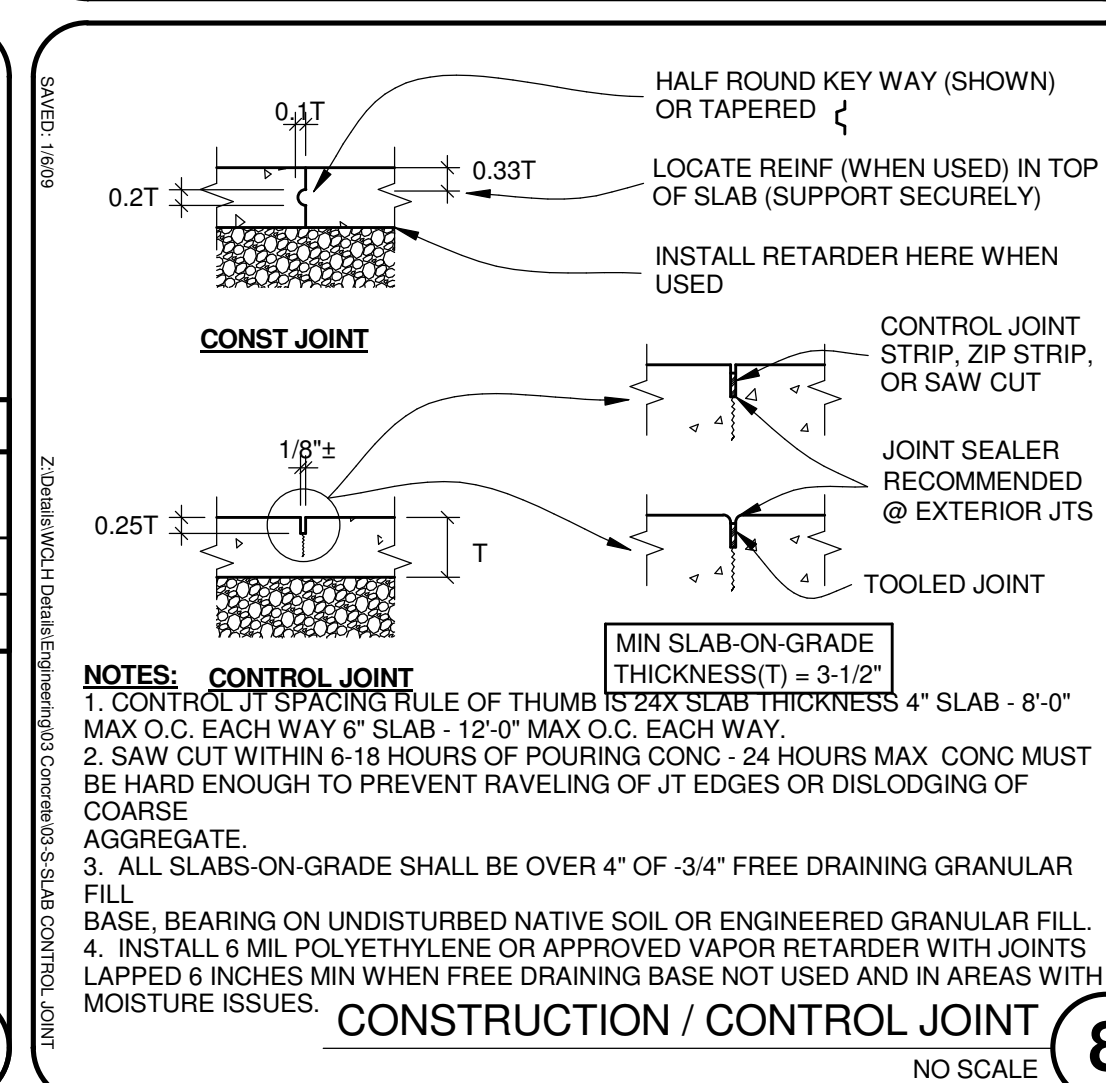 SAVED: 1/6/09
Z:\Details\WCLH Details\Engineering\03 Concrete\03-S-SLAB CONTROL JOINT
0.1T
0.2T
0.33T
HALF ROUND KEY WAY (SHOWN)
OR TAPERED
LOCATE REINF (WHEN USED) IN TOP
OF SLAB (SUPPORT SECURELY)
INSTALL RETARDER HERE WHEN
USED
CONST JOINT
CONTROL JOINT
STRIP, ZIP STRIP,
OR SAW CUT
1/8"±
0.25T
T
JOINT SEALER
RECOMMENDED
@ EXTERIOR JTS
TOOLED JOINT
MIN SLAB-ON-GRADE
THICKNESS(T) = 3-1/2"
NOTES: CONTROL JOINT
1. CONTROL JT SPACING RULE OF THUMB IS 24X SLAB THICKNESS 4" SLAB - 8'-0"
MAX O.C. EACH WAY 6" SLAB - 12'-0" MAX O.C. EACH WAY.
2. SAW CUT WITHIN 6-18 HOURS OF POURING CONC - 24 HOURS MAX CONC MUST
BE HARD ENOUGH TO PREVENT RAVELING OF JT EDGES OR DISLODGING OF
COARSE
AGGREGATE.
3. ALL SLABS-ON-GRADE SHALL BE OVER 4" OF -3/4" FREE DRAINING GRANULAR
FILL
BASE, BEARING ON UNDISTURBED NATIVE SOIL OR ENGINEERED GRANULAR FILL.
4. INSTALL 6 MIL POLYETHYLENE OR APPROVED VAPOR RETARDER WITH JOINTS
LAPPED 6 INCHES MIN WHEN FREE DRAINING BASE NOT USED AND IN AREAS WITH
MOISTURE ISSUES.
CONSTRUCTION / CONTROL JOINT
NO SCALE